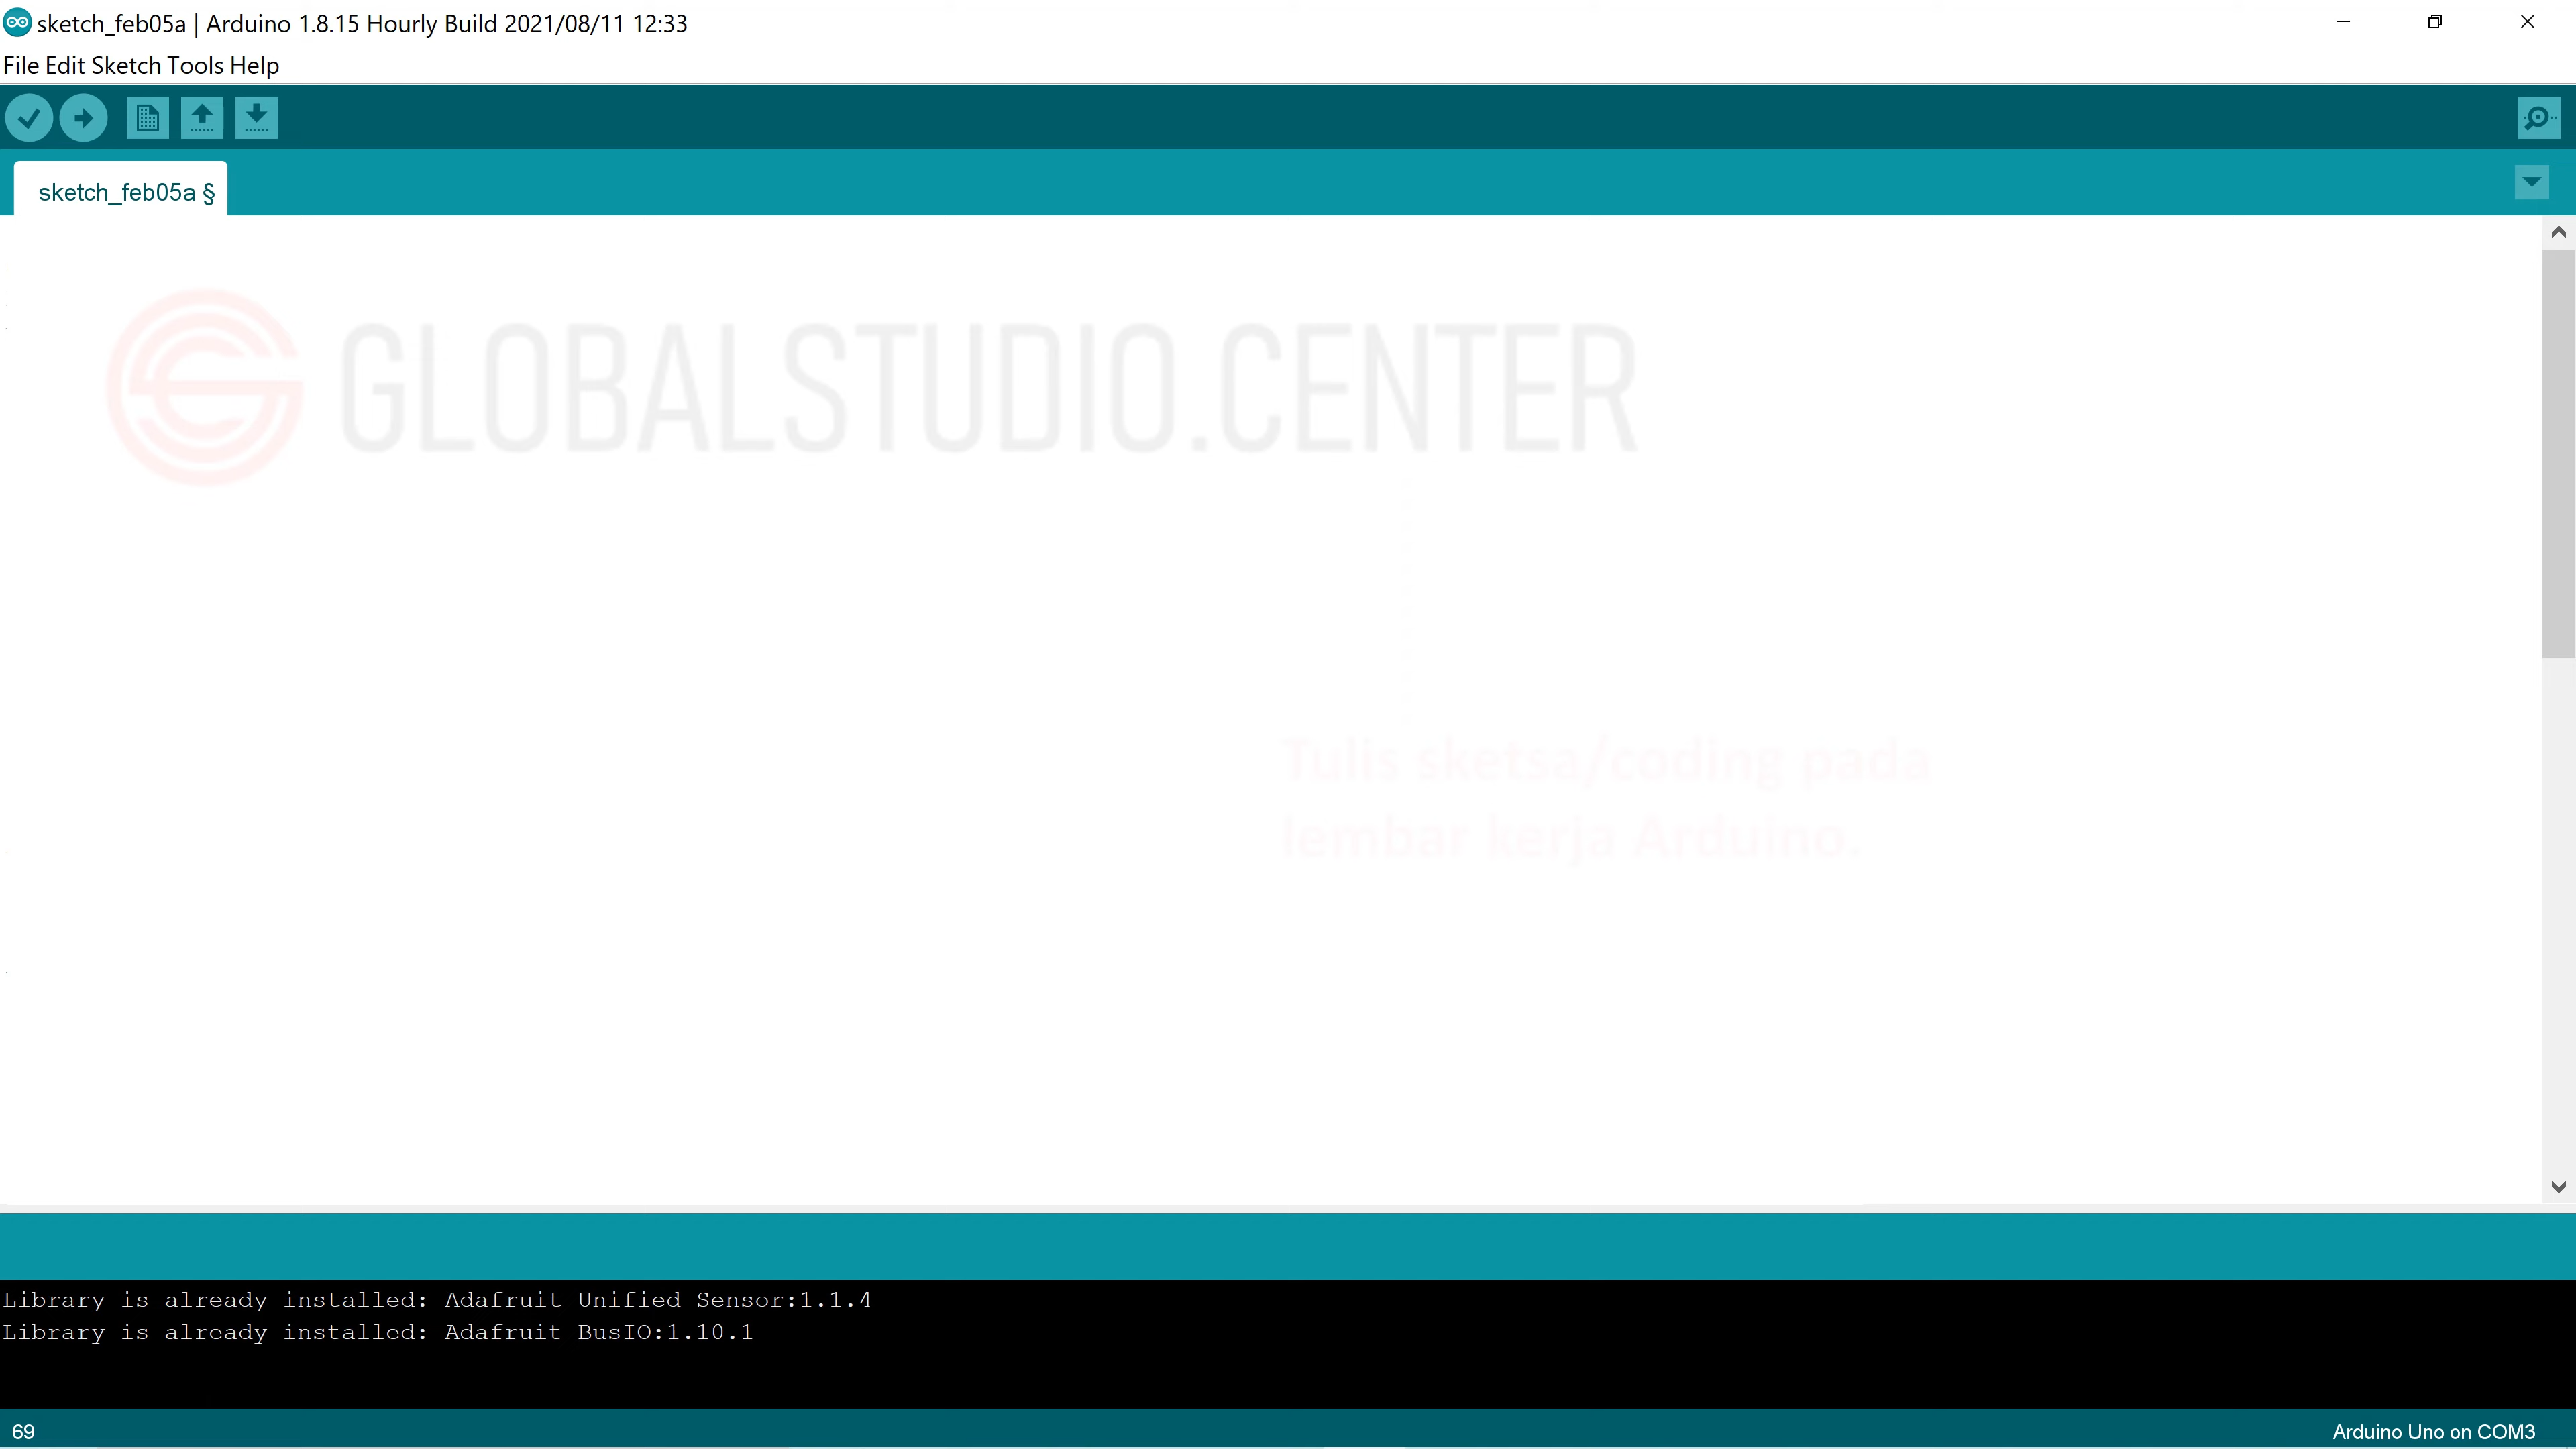 sketch_feb05a | Arduino 1.8.15 Hourly Build 2021/08/11 12:33
File Edit Sketch Tools Help
sketch_feb05a §
GLOBALSTUDIO.CENTER
Tulis sketsa/coding pada
lembar kerja Arduino.
Library is already installed: Adafruit Unified Sensor:1.1.4
Library is already installed: Adafruit BusIO:1.10.1
69
Arduino Uno on COM3